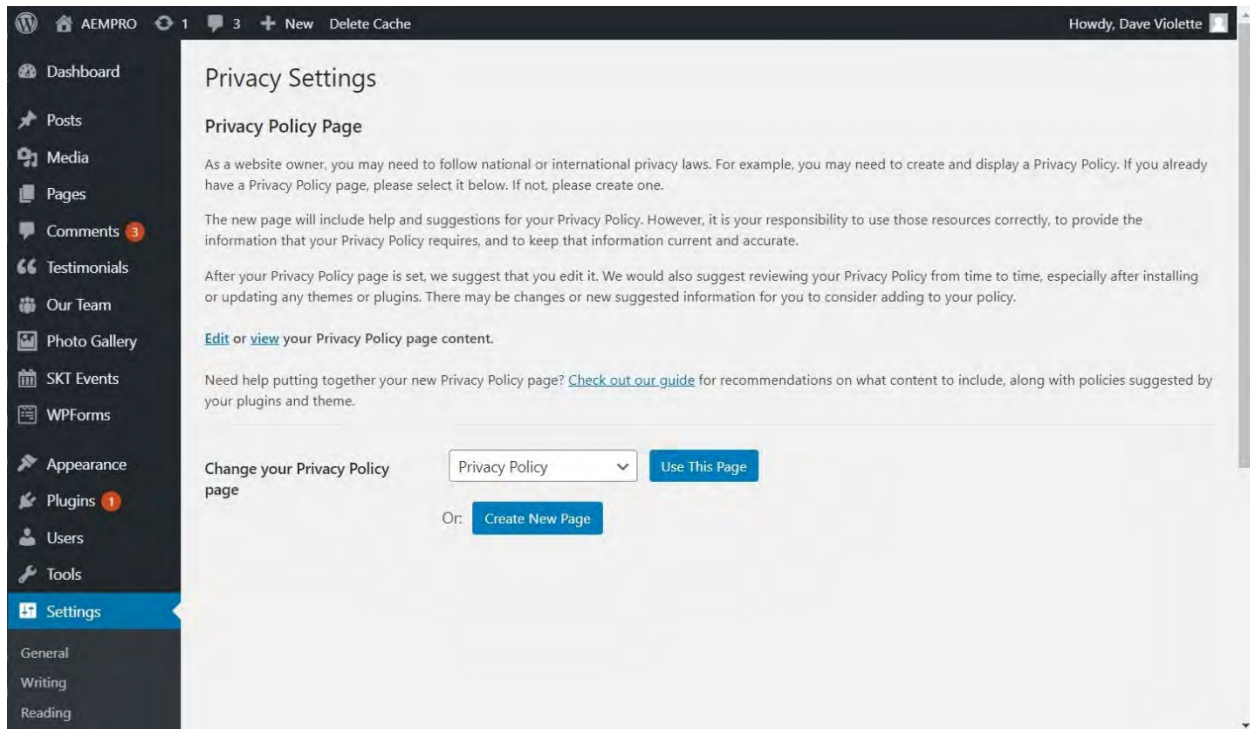 AEMPRO 1 3 New Delete Cache Howdy, Dave Violette
Dashboard
Posts
Media
Pages
Comments 3
Testimonials
Our Team
Photo Gallery
SKT Events
WPForms
Appearance
Plugins 1
Users
Tools
Settings
General
Writing
Reading
Privacy Settings
Privacy Policy Page
As a website owner, you may need to follow national or international privacy laws. For example, you may need to create and display a Privacy Policy. If you already
have a Privacy Policy page, please select it below. If not, please create one.
The new page will include help and suggestions for your Privacy Policy. However, it is your responsibility to use those resources correctly, to provide the
information that your Privacy Policy requires, and to keep that information current and accurate.
After your Privacy Policy page is set, we suggest that you edit it. We would also suggest reviewing your Privacy Policy from time to time, especially after installing
or updating any themes or plugins. There may be changes or new suggested information for you to consider adding to your policy.
Edit or view your Privacy Policy page content.
Need help putting together your new Privacy Policy page? Check out our guide for recommendations on what content to include, along with policies suggested by
your plugins and theme.
Change your Privacy Policy
page
Privacy Policy Use This Page
Or: Create New Page